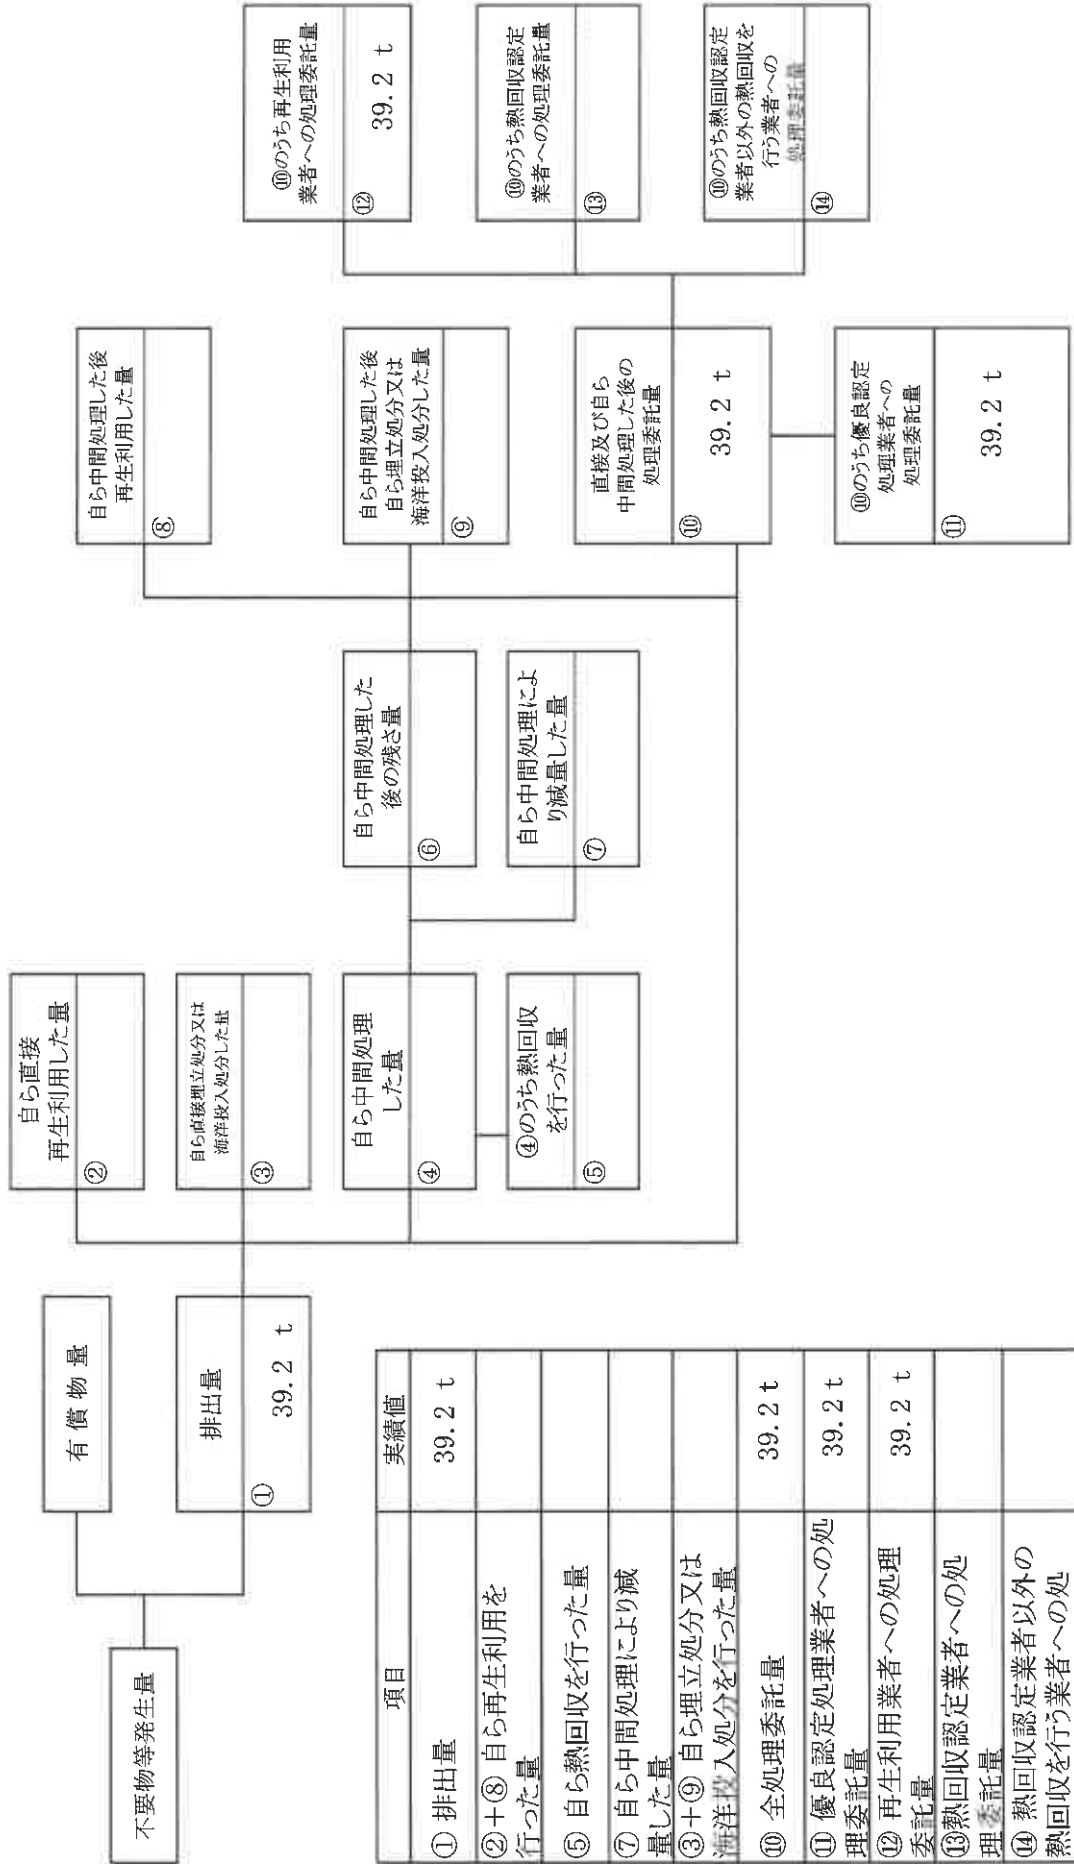 不要物等発生量
有 償 物 量
排出量
①
39.2 t
自ら直接
再生利用した量
②
自ら直接埋立処分又は
海洋投入処分した量
③
自ら中間処理
した量
④
④のうち熱回収
を行った量
⑤
自ら中間処理した
後の残さ量
⑥
自ら中間処理によ
り減量した量
⑦
自ら中間処理した後
再生利用した量
⑧
自ら中間処理した後
自ら埋立処分又は
海洋投入処分した量
⑨
直接及び自ら
中間処理した後の
処理委託量
⑩
39.2 t
⑩のうち優良認定
処理業者への
処理委託量
⑪
39.2 t
⑩のうち再生利用
業者への処理委託量
⑫
39.2 t
⑩のうち熱回収認定
業者への処理委託量
⑬
⑩のうち熱回収認定
業者以外の熱回収を
行う業者への
処理委託量
⑭
項目 実績値
① 排出量 39.2 t
②+⑧ 自ら再生利用を
行った量
⑤ 自ら熱回収を行った量
⑦ 自ら中間処理により減
量した量
③+⑨ 自ら埋立処分又は
海洋投入処分を行った量
⑩ 全処理委託量 39.2 t
⑪ 優良認定処理業者への処
理委託量 39.2 t
⑫ 再生利用業者への処理
委託量 39.2 t
⑬熱回収認定業者への処
理委託量
⑭ 熱回収認定業者以外の
熱回収を行う業者への処